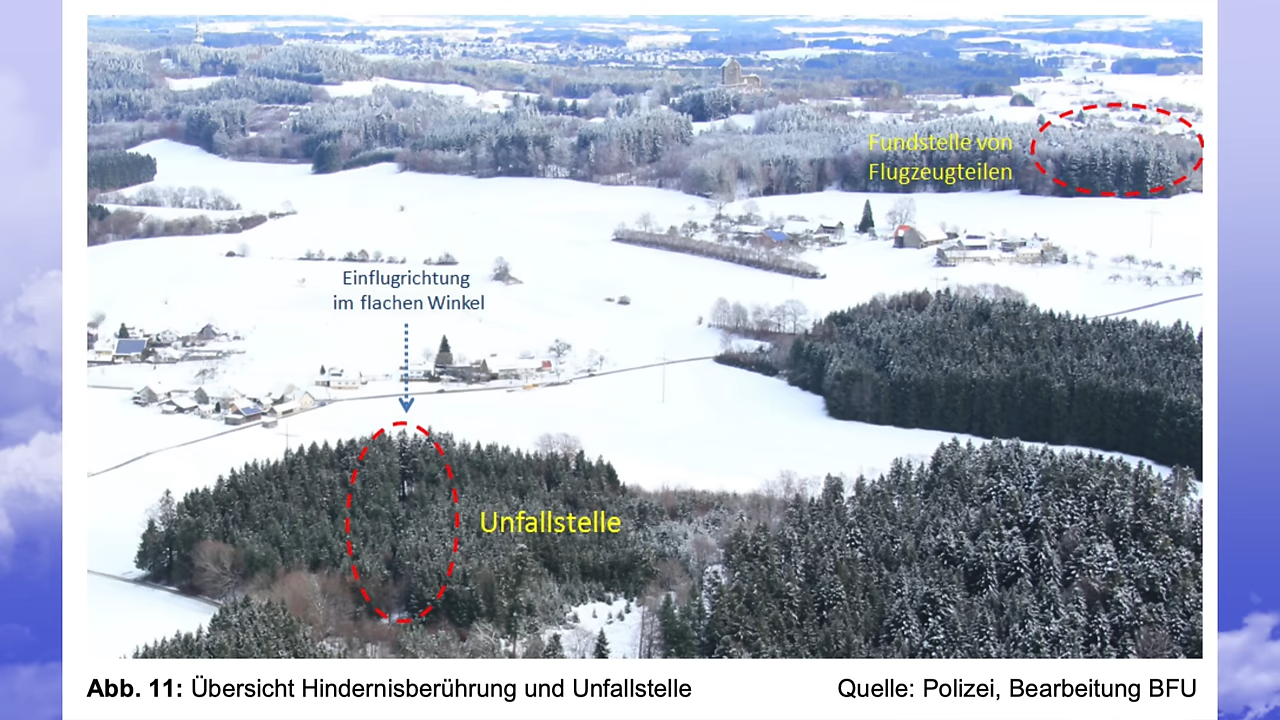 Fundstelle von
Flugzeugteilen
Einflugrichtung
im flachen Winkel
Unfallstelle
Abb. 11: Übersicht Hindernisberührung und Unfallstelle
Quelle: Polizei, Bearbeitung BFU